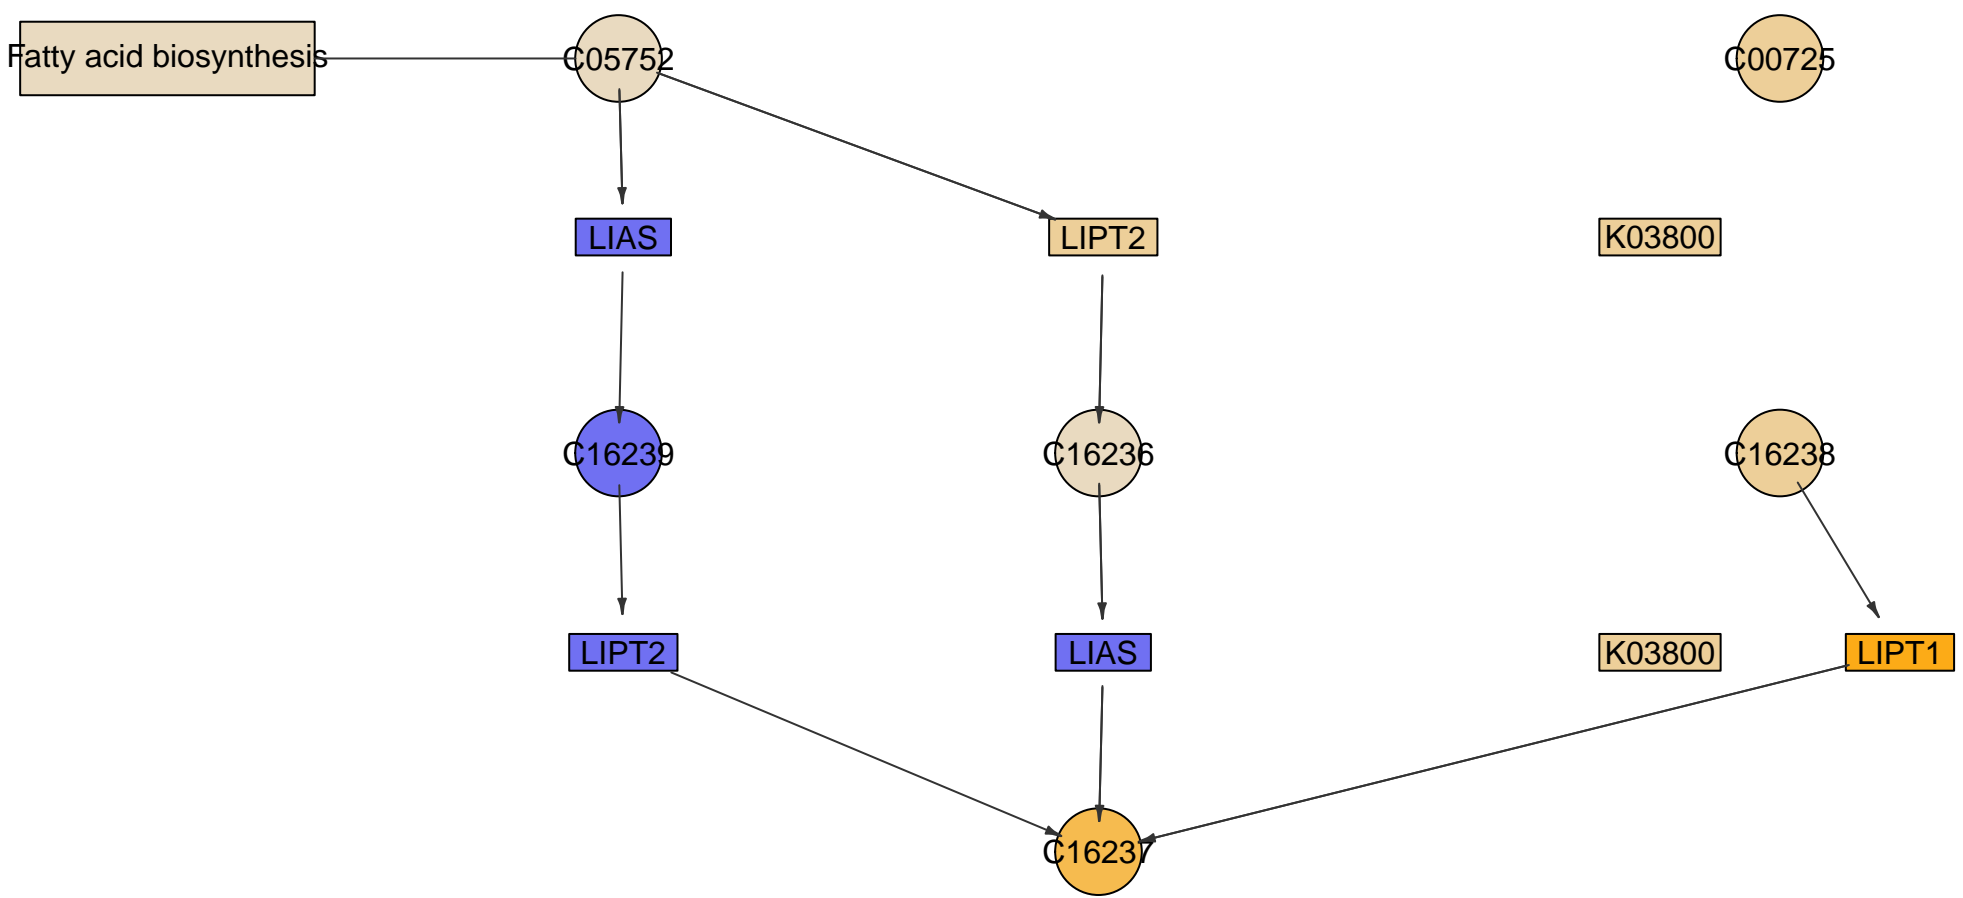 Fatty acid biosynthesis
C05752
C00725
LIAS
LIPT2
K03800
C16239
C16236
C16238
LIPT2
LIAS
K03800
LIPT1
C16237